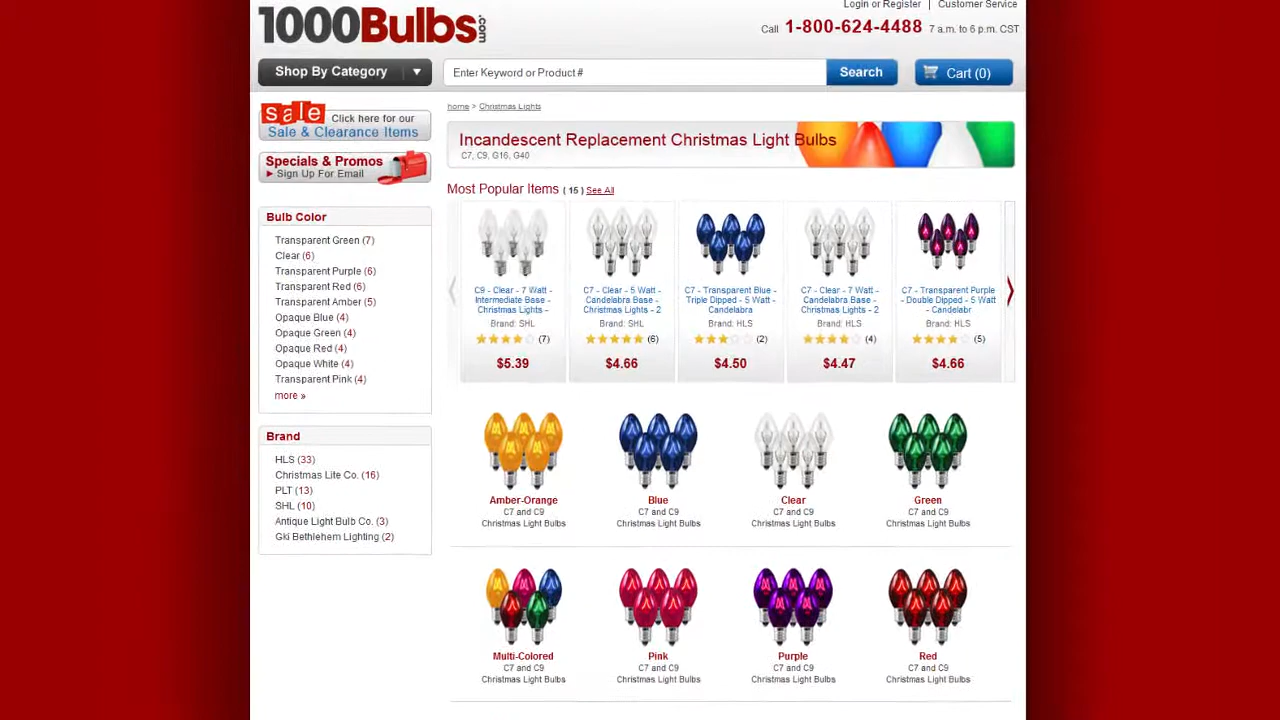 1000Bulbs.com
Login or Register | Customer Service
Call 1-800-624-4488 7 a.m. to 6 p.m. CST
Shop By Category
Enter Keyword or Product #
Search
Cart (0)
sale
Click here for our
Sale & Clearance Items
Specials & Promos
Sign Up For Email
Bulb Color
Transparent Green (7)
Clear (6)
Transparent Purple (6)
Transparent Red (6)
Transparent Amber (5)
Opaque Blue (4)
Opaque Green (4)
Opaque Red (4)
Opaque White (4)
Transparent Pink (4)
more »
Brand
HLS (33)
Christmas Lite Co. (16)
PLT (13)
SHL (10)
Antique Light Bulb Co. (3)
Gki Bethlehem Lighting (2)
home > Christmas Lights
Incandescent Replacement Christmas Light Bulbs
C7, C9, G16, G40
Most Popular Items ( 15 ) See All
C9 - Clear - 7 Watt -
Intermediate Base -
Christmas Lights -
Brand: SHL
(7)
$5.39
C7 - Clear - 5 Watt -
Candelabra Base -
Christmas Lights - 2
Brand: SHL
(6)
$4.66
C7 - Transparent Blue -
Triple Dipped - 5 Watt -
Candelabra
Brand: HLS
(2)
$4.50
C7 - Clear - 7 Watt -
Candelabra Base -
Christmas Lights - 2
Brand: HLS
(4)
$4.47
C7 - Transparent Purple
- Double Dipped - 5 Watt
- Candelabr
Brand: HLS
(5)
$4.66
Amber-Orange
C7 and C9
Christmas Light Bulbs
Blue
C7 and C9
Christmas Light Bulbs
Clear
C7 and C9
Christmas Light Bulbs
Green
C7 and C9
Christmas Light Bulbs
Multi-Colored
C7 and C9
Christmas Light Bulbs
Pink
C7 and C9
Christmas Light Bulbs
Purple
C7 and C9
Christmas Light Bulbs
Red
C7 and C9
Christmas Light Bulbs